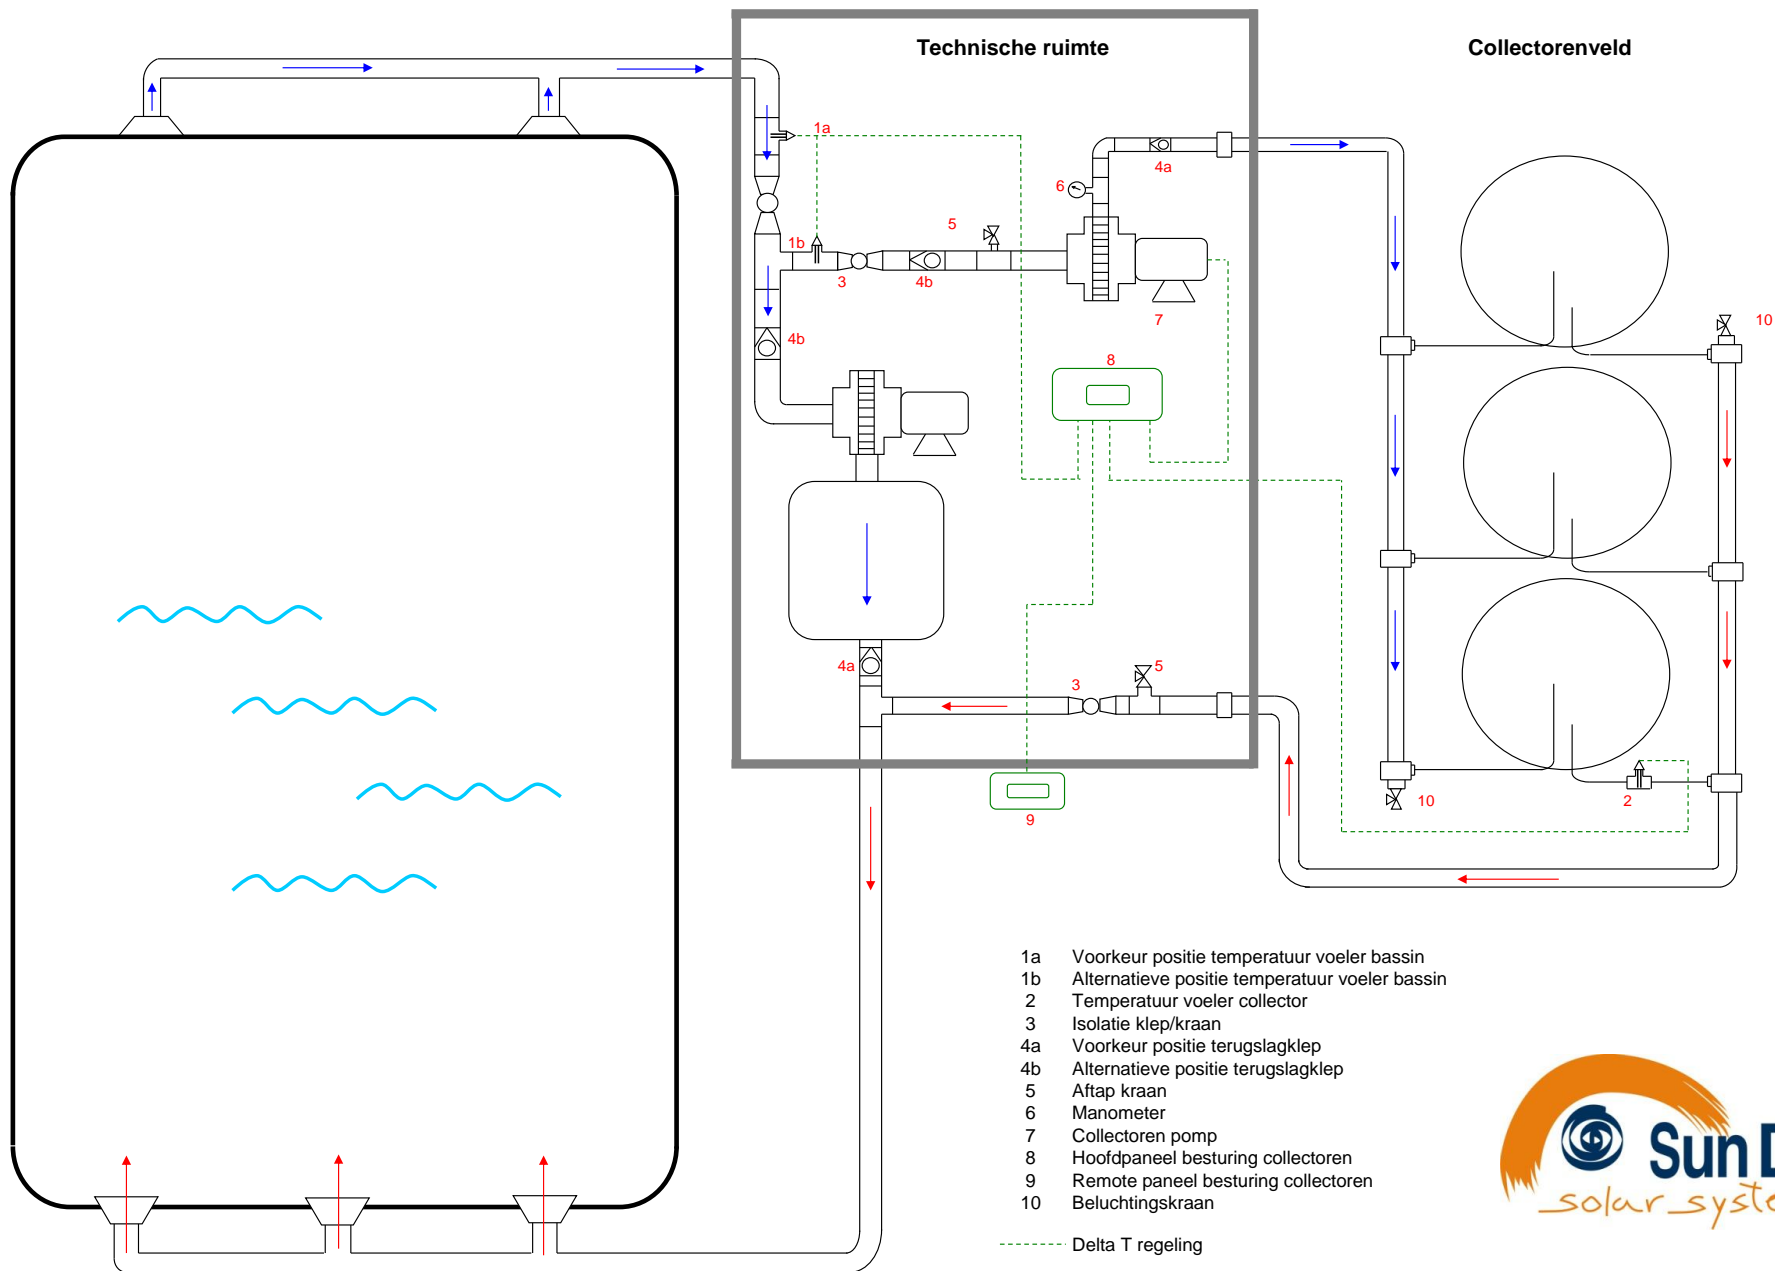 Technische ruimte
Collectorenveld
1a
4a
6
5
1b
3
4b
7
10
4b
8
4a
5
3
10
2
9
1a Voorkeur positie temperatuur voeler bassin
1b Alternatieve positie temperatuur voeler bassin
2 Temperatuur voeler collector
3 Isolatie klep/kraan
4a Voorkeur positie terugslagklep
4b Alternatieve positie terugslagklep
5 Aftap kraan
6 Manometer
7 Collectoren pomp
8 Hoofdpaneel besturing collectoren
9 Remote paneel besturing collectoren
10 Beluchtingskraan
Delta T regeling
Sun D
solar syste